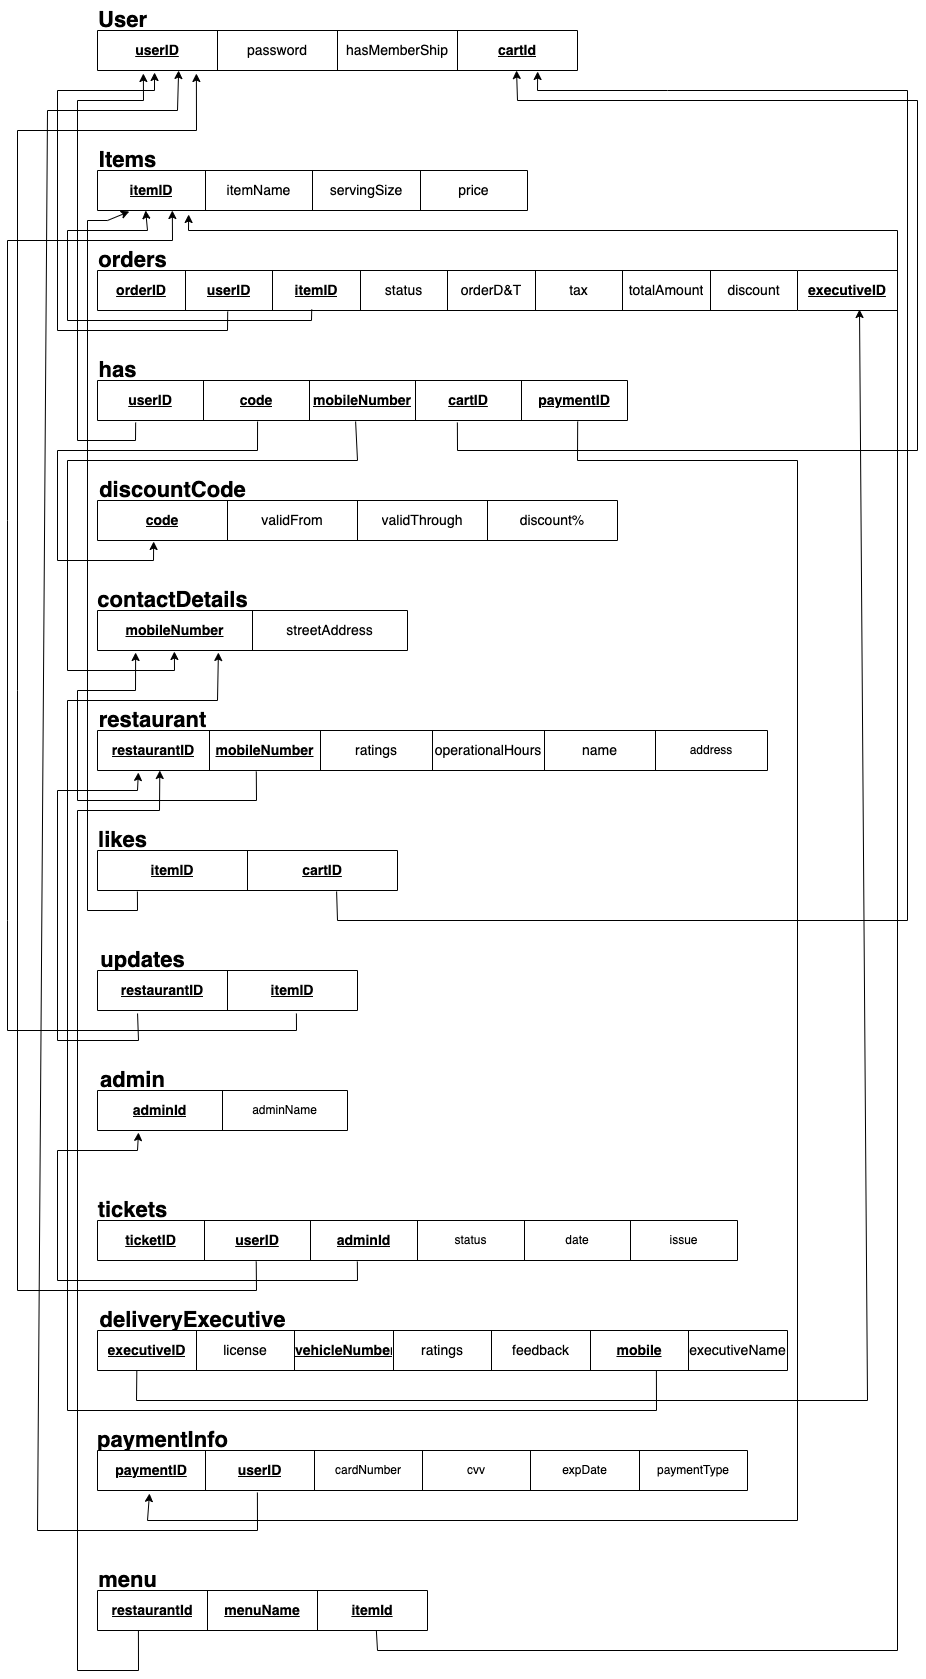 User
userID password hasMemberShip cartId
Items
itemID itemName servingSize price
orders
orderID userID itemID status orderD&T tax totalAmount discount executiveID
has
userID code mobileNumber cartID paymentID
discountCode
code validFrom validThrough discount%
contactDetails
mobileNumber streetAddress
restaurant
restaurantID mobileNumber ratings operationalHours name address
likes
itemID cartID
updates
restaurantID itemID
admin
adminId adminName
tickets
ticketID userID adminId status date issue
deliveryExecutive
executiveID license vehicleNumber ratings feedback mobile executiveName
paymentInfo
paymentID userID cardNumber cvv expDate paymentType
menu
restaurantId menuName itemId